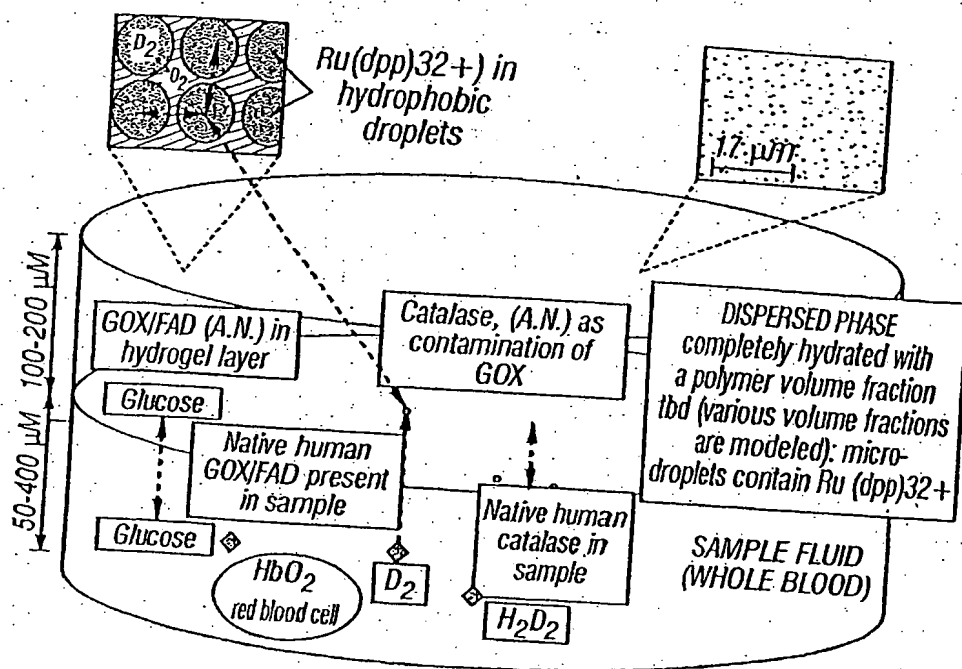 D2
O2
Ru(dpp)32+) in
hydrophobic
droplets
17 µm
100-200 µM
50-400 µM
GOX/FAD (A.N.) in
hydrogel layer
Catalase, (A.N.) as
contamination of
GOX
DISPERSED PHASE
completely hydrated with
a polymer volume fraction
tbd (various volume fractions
are modeled): micro-
droplets contain Ru (dpp)32+
Glucose
Native human
GOX/FAD present
in sample
Glucose
HbO2
red blood cell
D2
Native human
catalase in
sample
H2D2
SAMPLE FLUID
(WHOLE BLOOD)